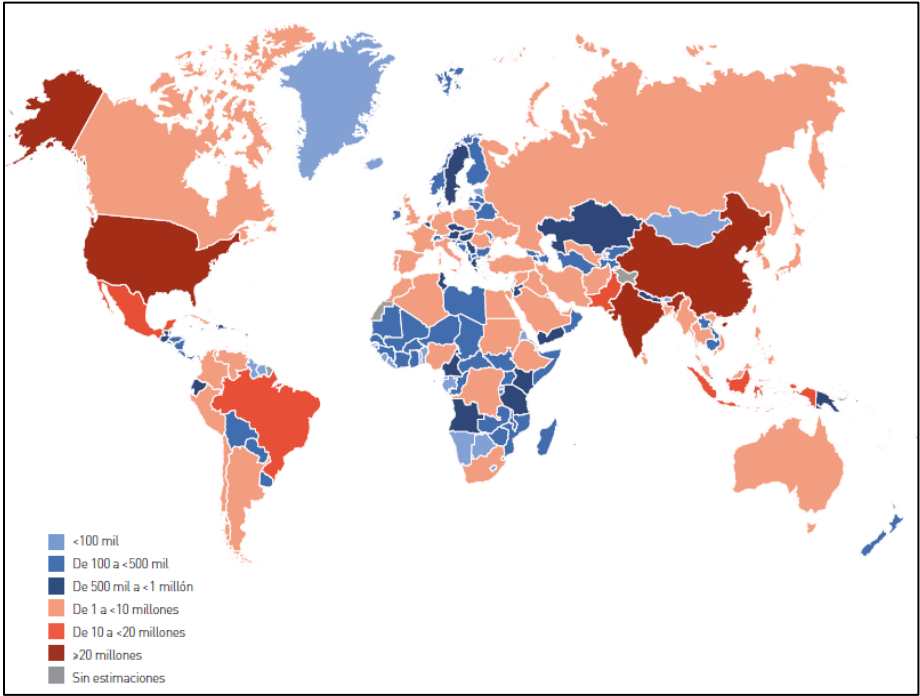 <100 mil
De 100 a <500 mil
De 500 mil a <1 millón
De 1 a <10 millones
De 10 a <20 millones
≥20 millones
Sin estimaciones